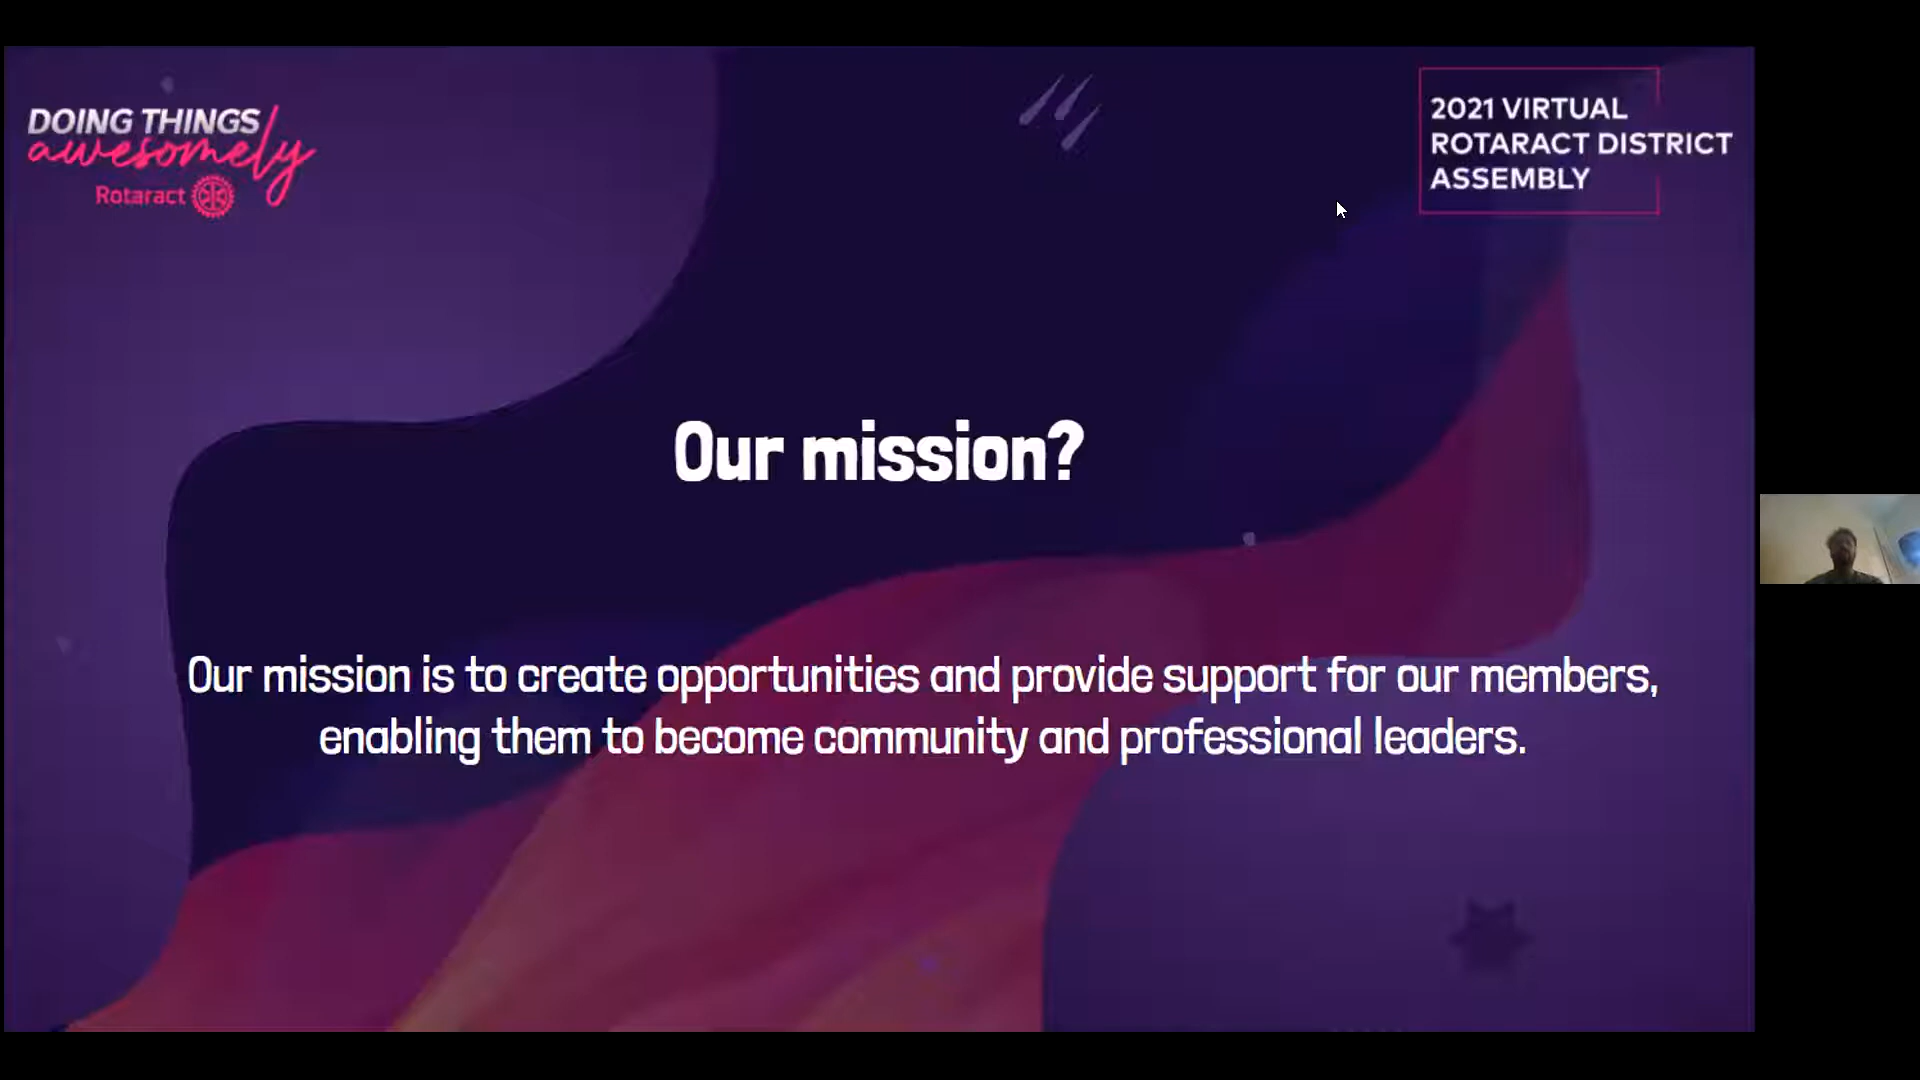 DOING THINGS
awesomely
Rotaract
2021 VIRTUAL
ROTARACT DISTRICT
ASSEMBLY
Our mission?
Our mission is to create opportunities and provide support for our members,
enabling them to become community and professional leaders.